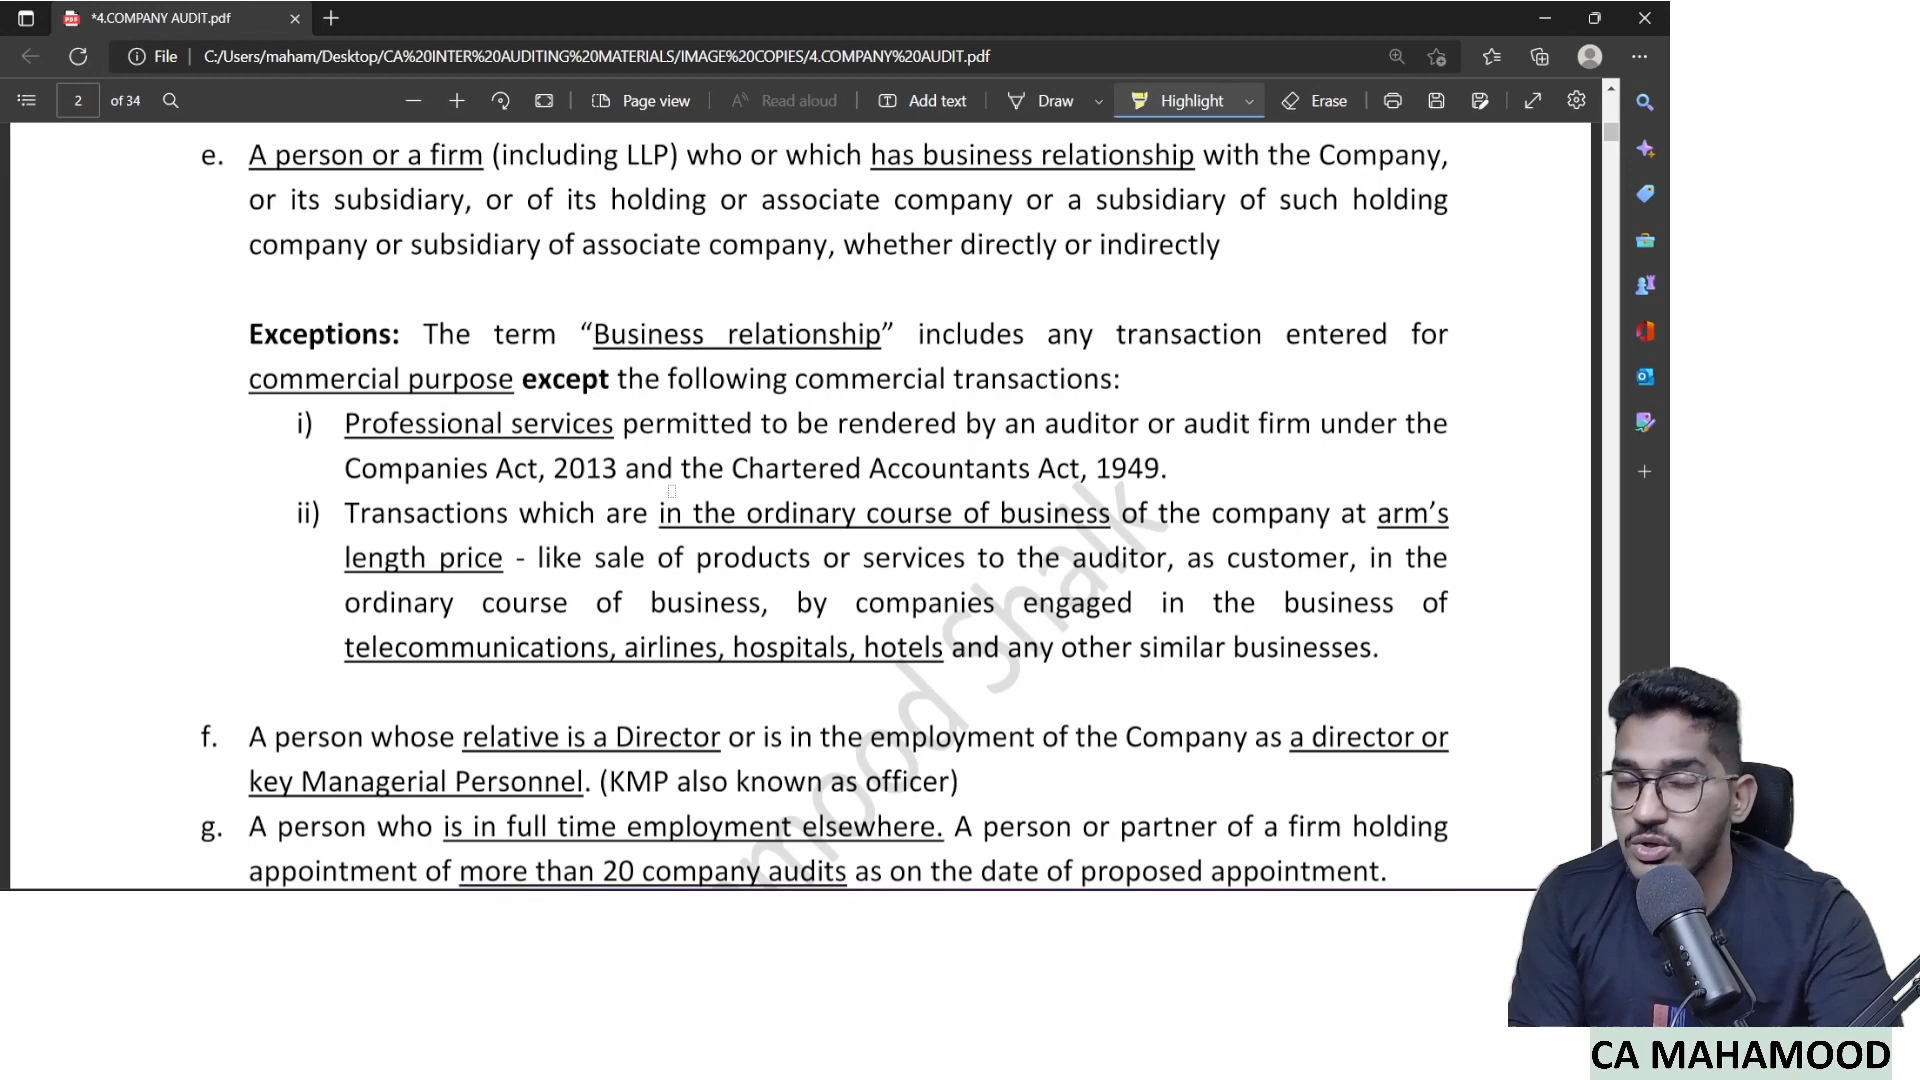 *4.COMPANY AUDIT.pdf
File
C:/Users/maham/Desktop/CA%20INTER%20AUDITING%20MATERIALS/IMAGE%20COPIES/4.COMPANY%20AUDIT.pdf
2 of 34 Page view Read aloud Add text Draw Highlight Erase
e. A person or a firm (including LLP) who or which has business relationship with the Company,
or its subsidiary, or of its holding or associate company or a subsidiary of such holding
company or subsidiary of associate company, whether directly or indirectly
Exceptions: The term “Business relationship” includes any transaction entered for
commercial purpose except the following commercial transactions:
i) Professional services permitted to be rendered by an auditor or audit firm under the
Companies Act, 2013 and the Chartered Accountants Act, 1949.
ii) Transactions which are in the ordinary course of business of the company at arm’s
length price - like sale of products or services to the auditor, as customer, in the
ordinary course of business, by companies engaged in the business of
telecommunications, airlines, hospitals, hotels and any other similar businesses.
f. A person whose relative is a Director or is in the employment of the Company as a director or
key Managerial Personnel. (KMP also known as officer)
g. A person who is in full time employment elsewhere. A person or partner of a firm holding
appointment of more than 20 company audits as on the date of proposed appointment.
mood Shaik
CA MAHAMOOD